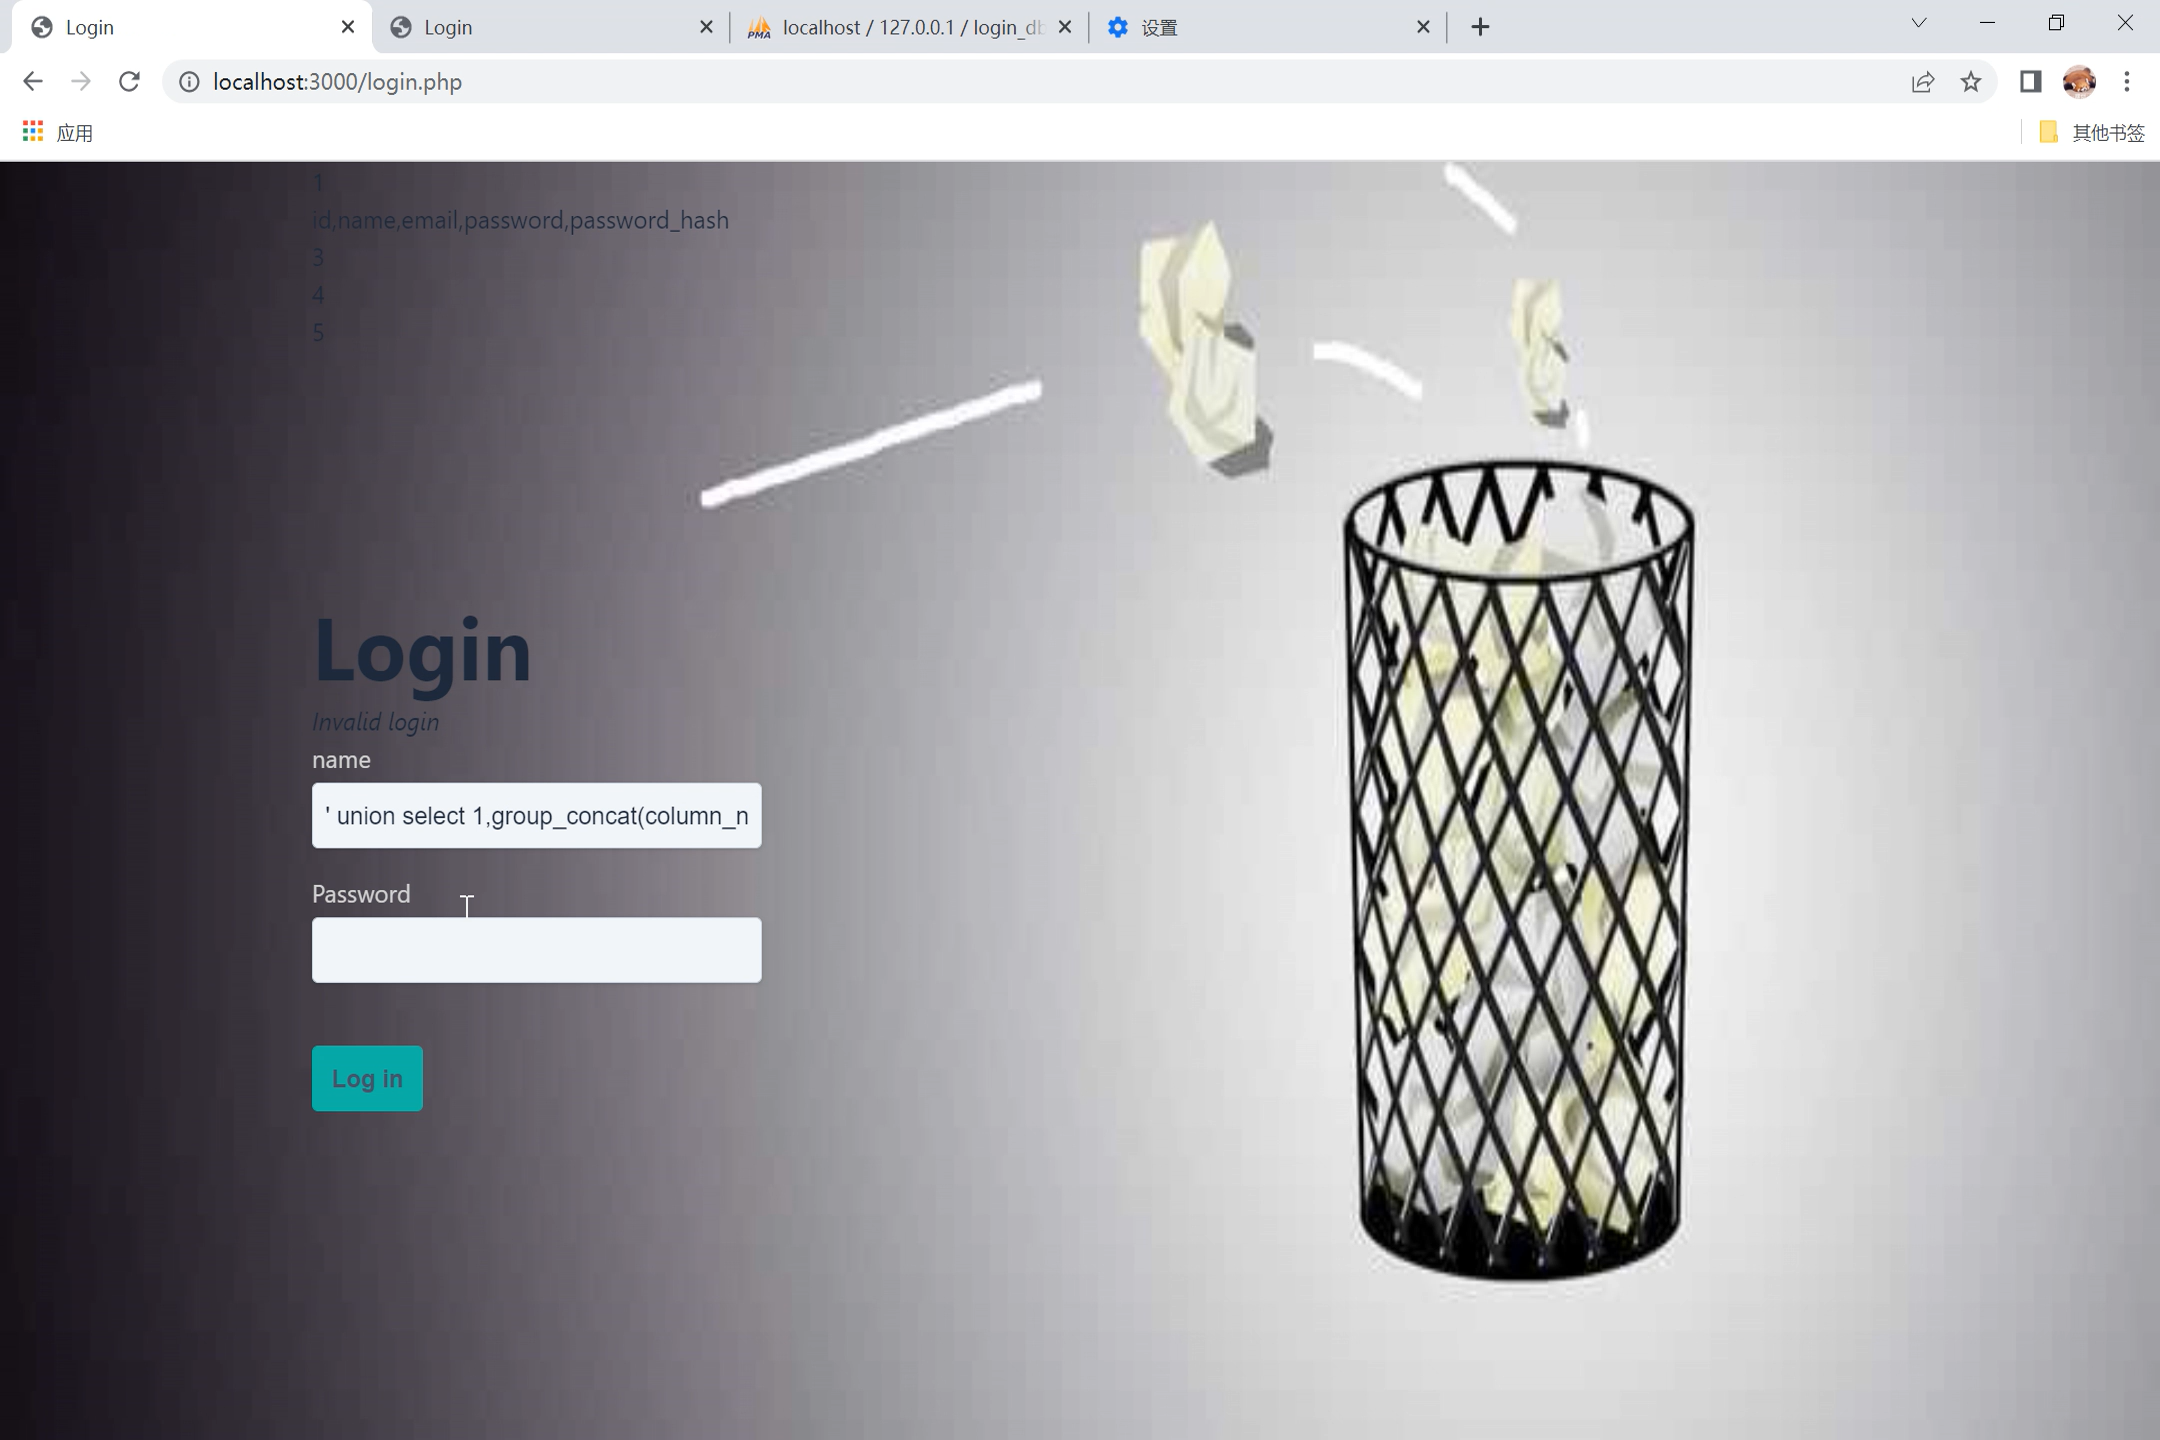 Login
Login
localhost / 127.0.0.1 / login_db
设置
localhost:3000/login.php
应用
其他书签
1
id,name,email,password,password_hash
3
4
5
Login
Invalid login
name
' union select 1,group_concat(column_n
Password
Log in